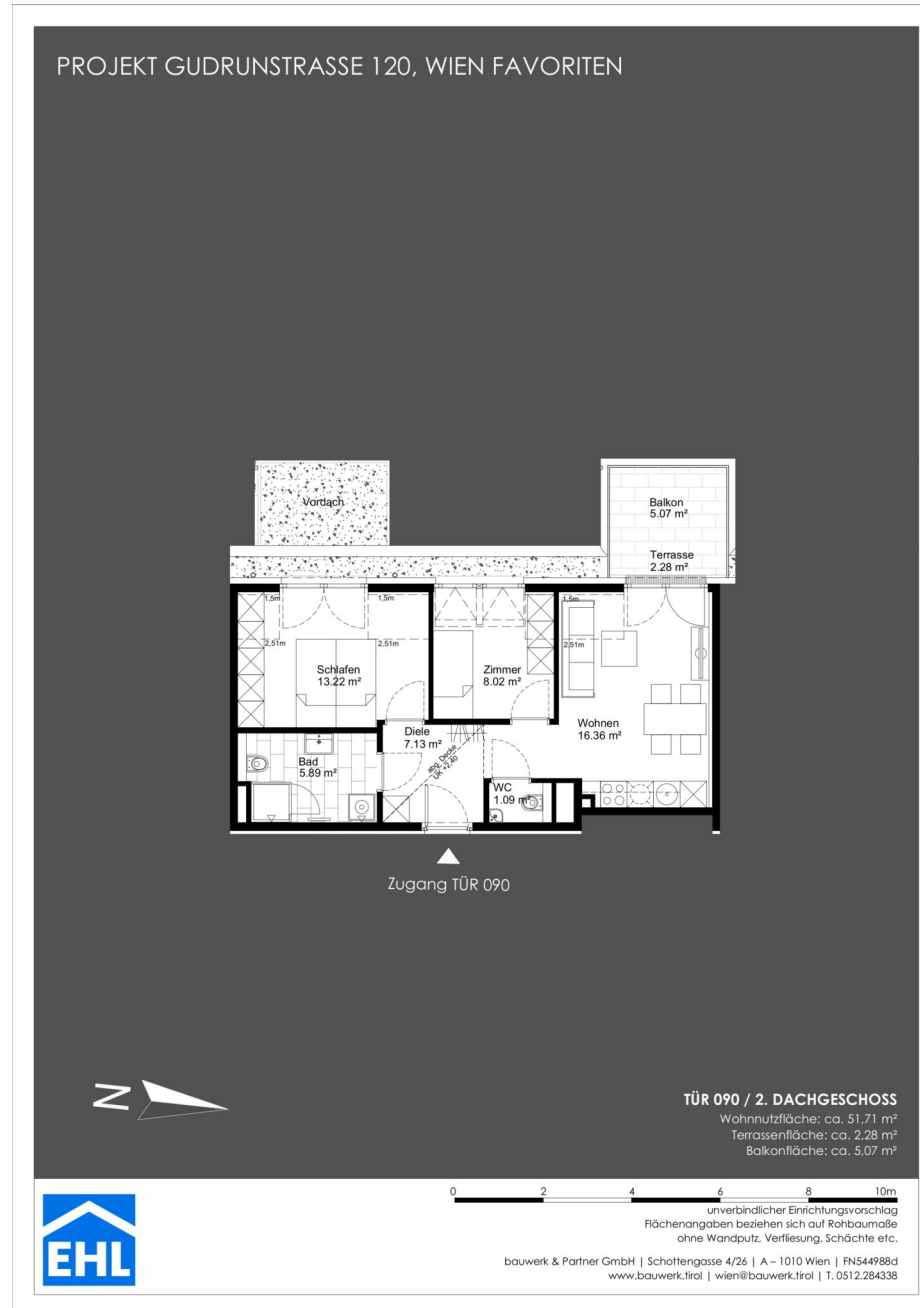 PROJEKT GUDRUNSTRASSE 120, WIEN FAVORITEN
Vordach
Balkon
5.07 m²
Terrasse
2.28 m²
1,5m
1,5m
1,5m
2,51m
2,51m
2,51m
Schlafen
13.22 m²
Zimmer
8.02 m²
Wohnen
16.36 m²
Diele
7.13 m²
abg. Decke
UK +2.40
Bad
5.89 m²
WC
1.09 m²
Zugang TÜR 090
N
TÜR 090 / 2. DACHGESCHOSS
Wohnnutzfläche: ca. 51,71 m²
Terrassenfläche: ca. 2,28 m²
Balkonfläche: ca. 5,07 m²
0 2 4 6 8 10m
unverbindlicher Einrichtungsvorschlag
Flächenangaben beziehen sich auf Rohbaumaße
ohne Wandputz, Verfliesung, Schächte etc.
EHL
bauwerk & Partner GmbH | Schottengasse 4/26 | A – 1010 Wien | FN544988d
www.bauwerk.tirol | wien@bauwerk.tirol | T. 0512.284338